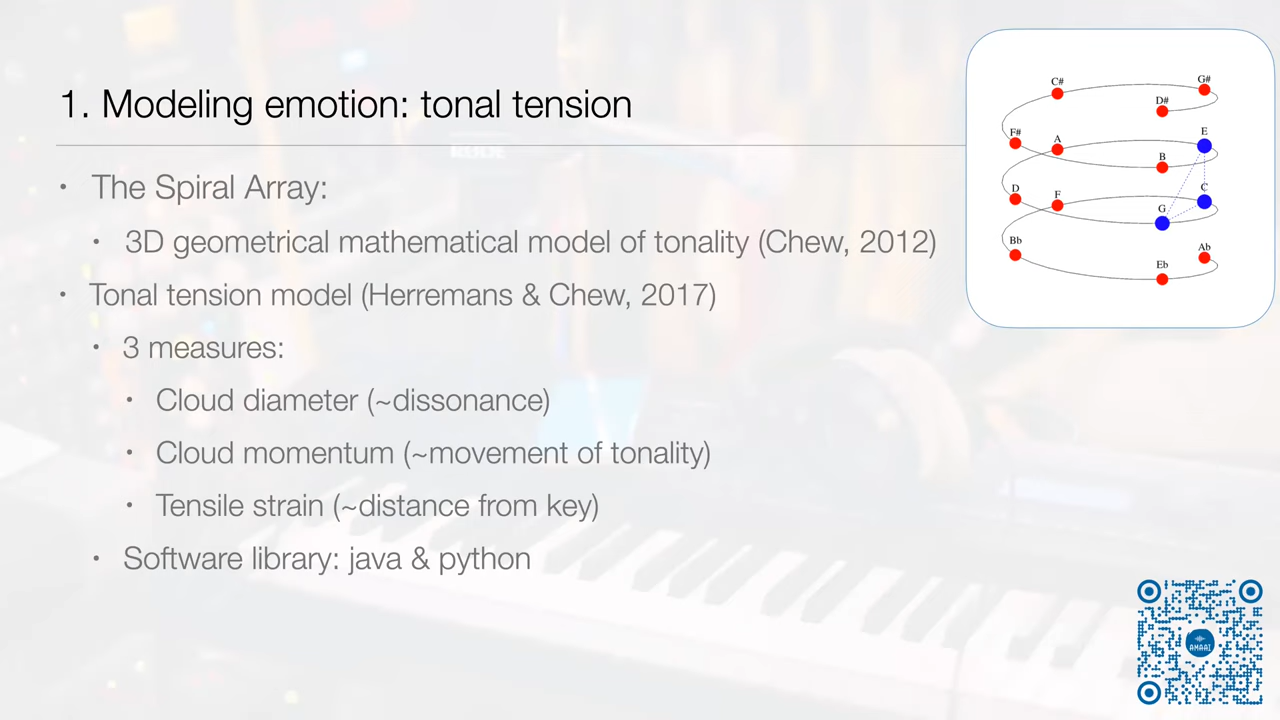 1. Modeling emotion: tonal tension
• The Spiral Array:
• 3D geometrical mathematical model of tonality (Chew, 2012)
• Tonal tension model (Herremans & Chew, 2017)
• 3 measures:
• Cloud diameter (~dissonance)
• Cloud momentum (~movement of tonality)
• Tensile strain (~distance from key)
• Software library: java & python
C# G#
D#
F# A E
B
D F C
G
Bb Ab
Eb
AMAAI